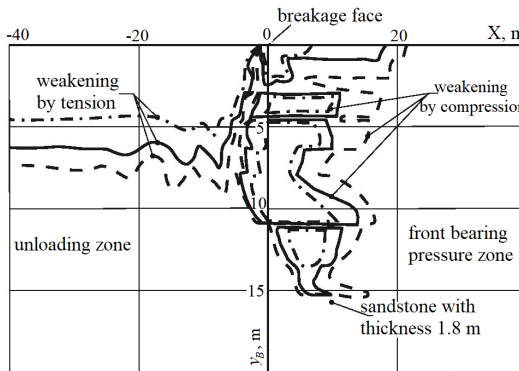 breakage face
-40
-20
0
20
X, m
weakening
by tension
weakening
by compression
5
10
unloading zone
front bearing
pressure zone
15
sandstone with
thickness 1.8 m
y_B, m